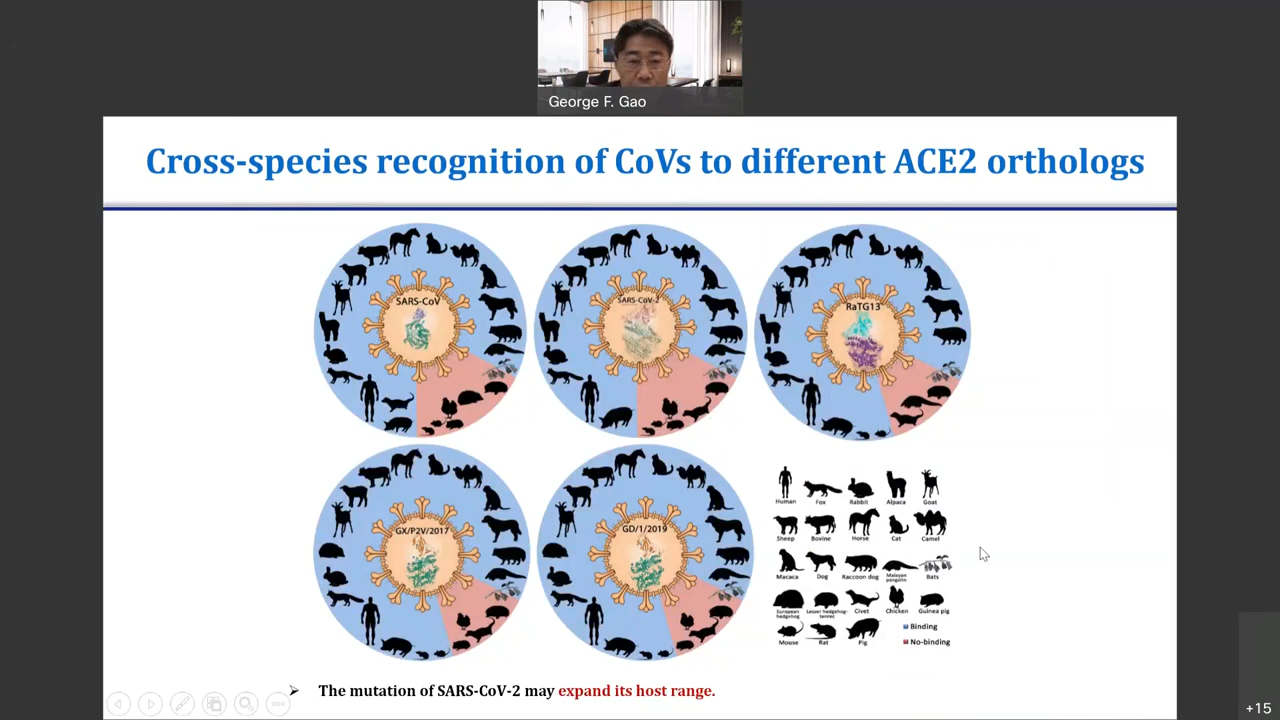 George F. Gao
Cross-species recognition of CoVs to different ACE2 orthologs
SARS-CoV
SARS-CoV-2
RaTG13
GX/P2V/2017
GD/1/2019
Human
Fox
Rabbit
Alpaca
Goat
Sheep
Bovine
Horse
Cat
Camel
Macaca
Dog
Raccoon dog
Malayan
pangolin
Bats
European
hedgehog
Lesser hedgehog-
tenrec
Civet
Chicken
Guinea pig
Mouse
Rat
Pig
Binding
No-binding
The mutation of SARS-CoV-2 may expand its host range.
+15